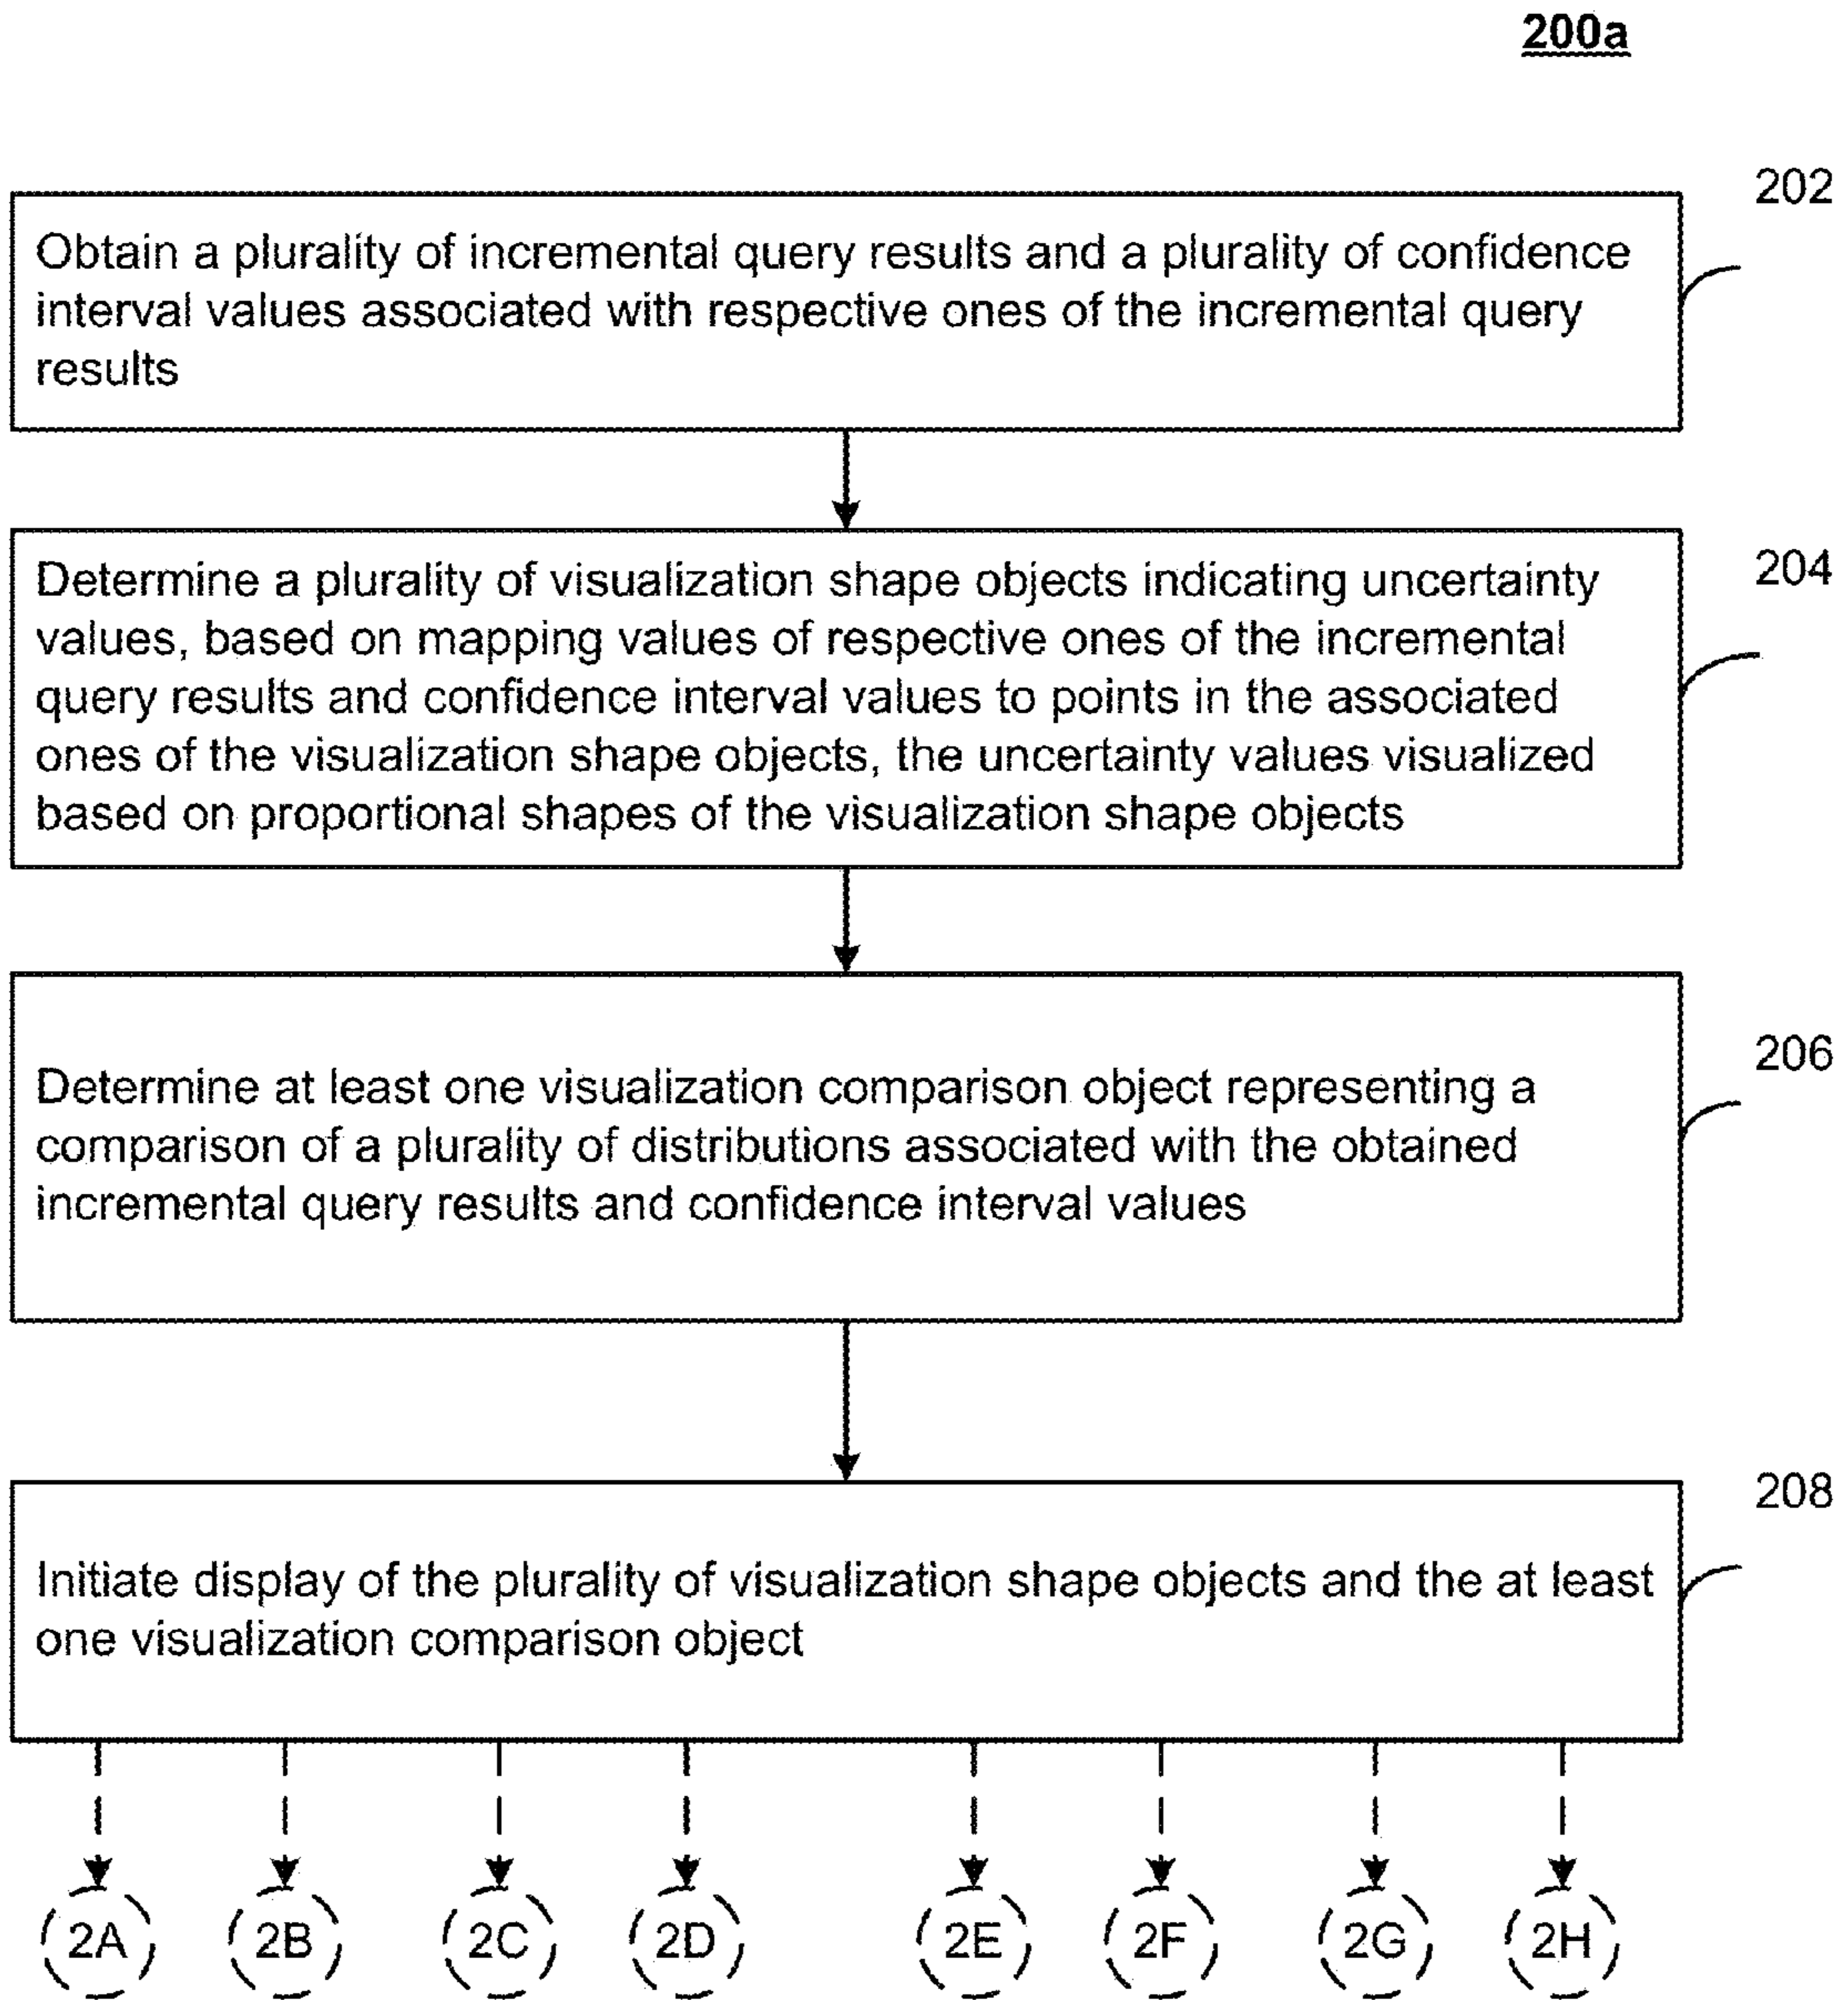 200a
202
Obtain a plurality of incremental query results and a plurality of confidence
interval values associated with respective ones of the incremental query
results
204
Determine a plurality of visualization shape objects indicating uncertainty
values, based on mapping values of respective ones of the incremental
query results and confidence interval values to points in the associated
ones of the visualization shape objects, the uncertainty values visualized
based on proportional shapes of the visualization shape objects
206
Determine at least one visualization comparison object representing a
comparison of a plurality of distributions associated with the obtained
incremental query results and confidence interval values
208
Initiate display of the plurality of visualization shape objects and the at least
one visualization comparison object
2A 2B 2C 2D 2E 2F 2G 2H